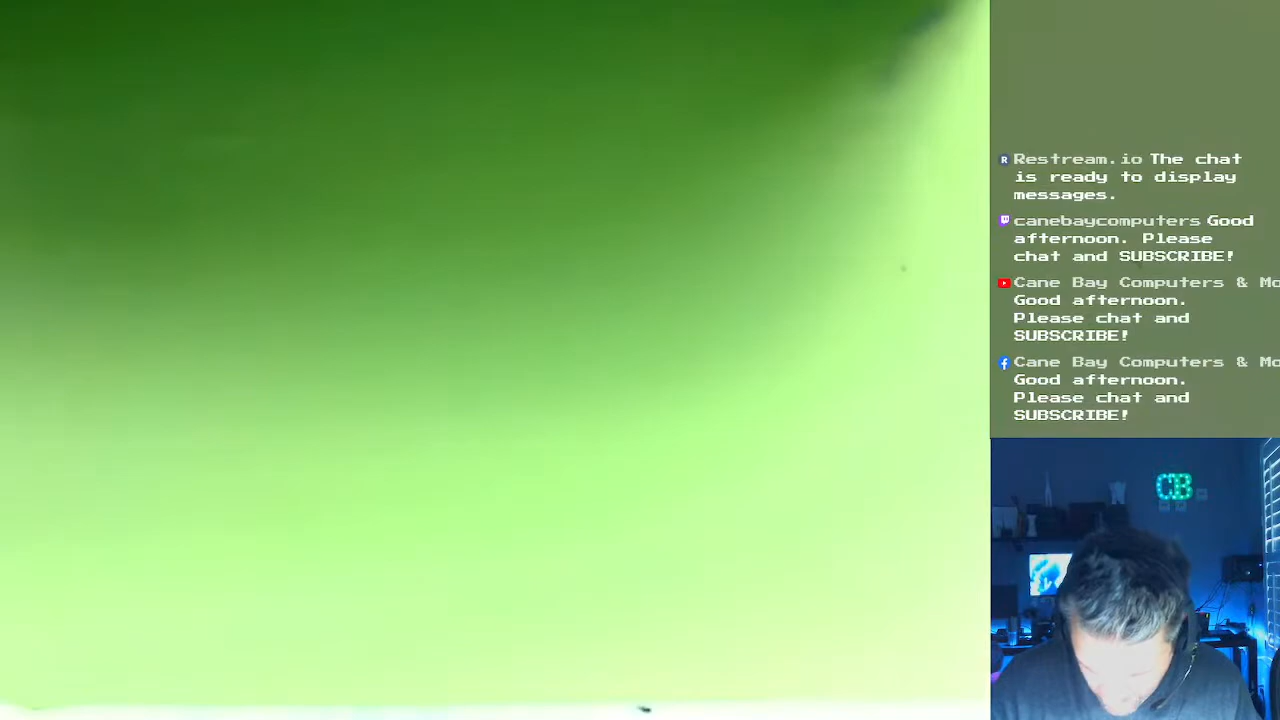 Restream.io The chat
is ready to display
messages.
canebaycomputers Good
afternoon. Please
chat and SUBSCRIBE!
Cane Bay Computers & Mo
Good afternoon.
Please chat and
SUBSCRIBE!
Cane Bay Computers & Mo
Good afternoon.
Please chat and
SUBSCRIBE!
CB